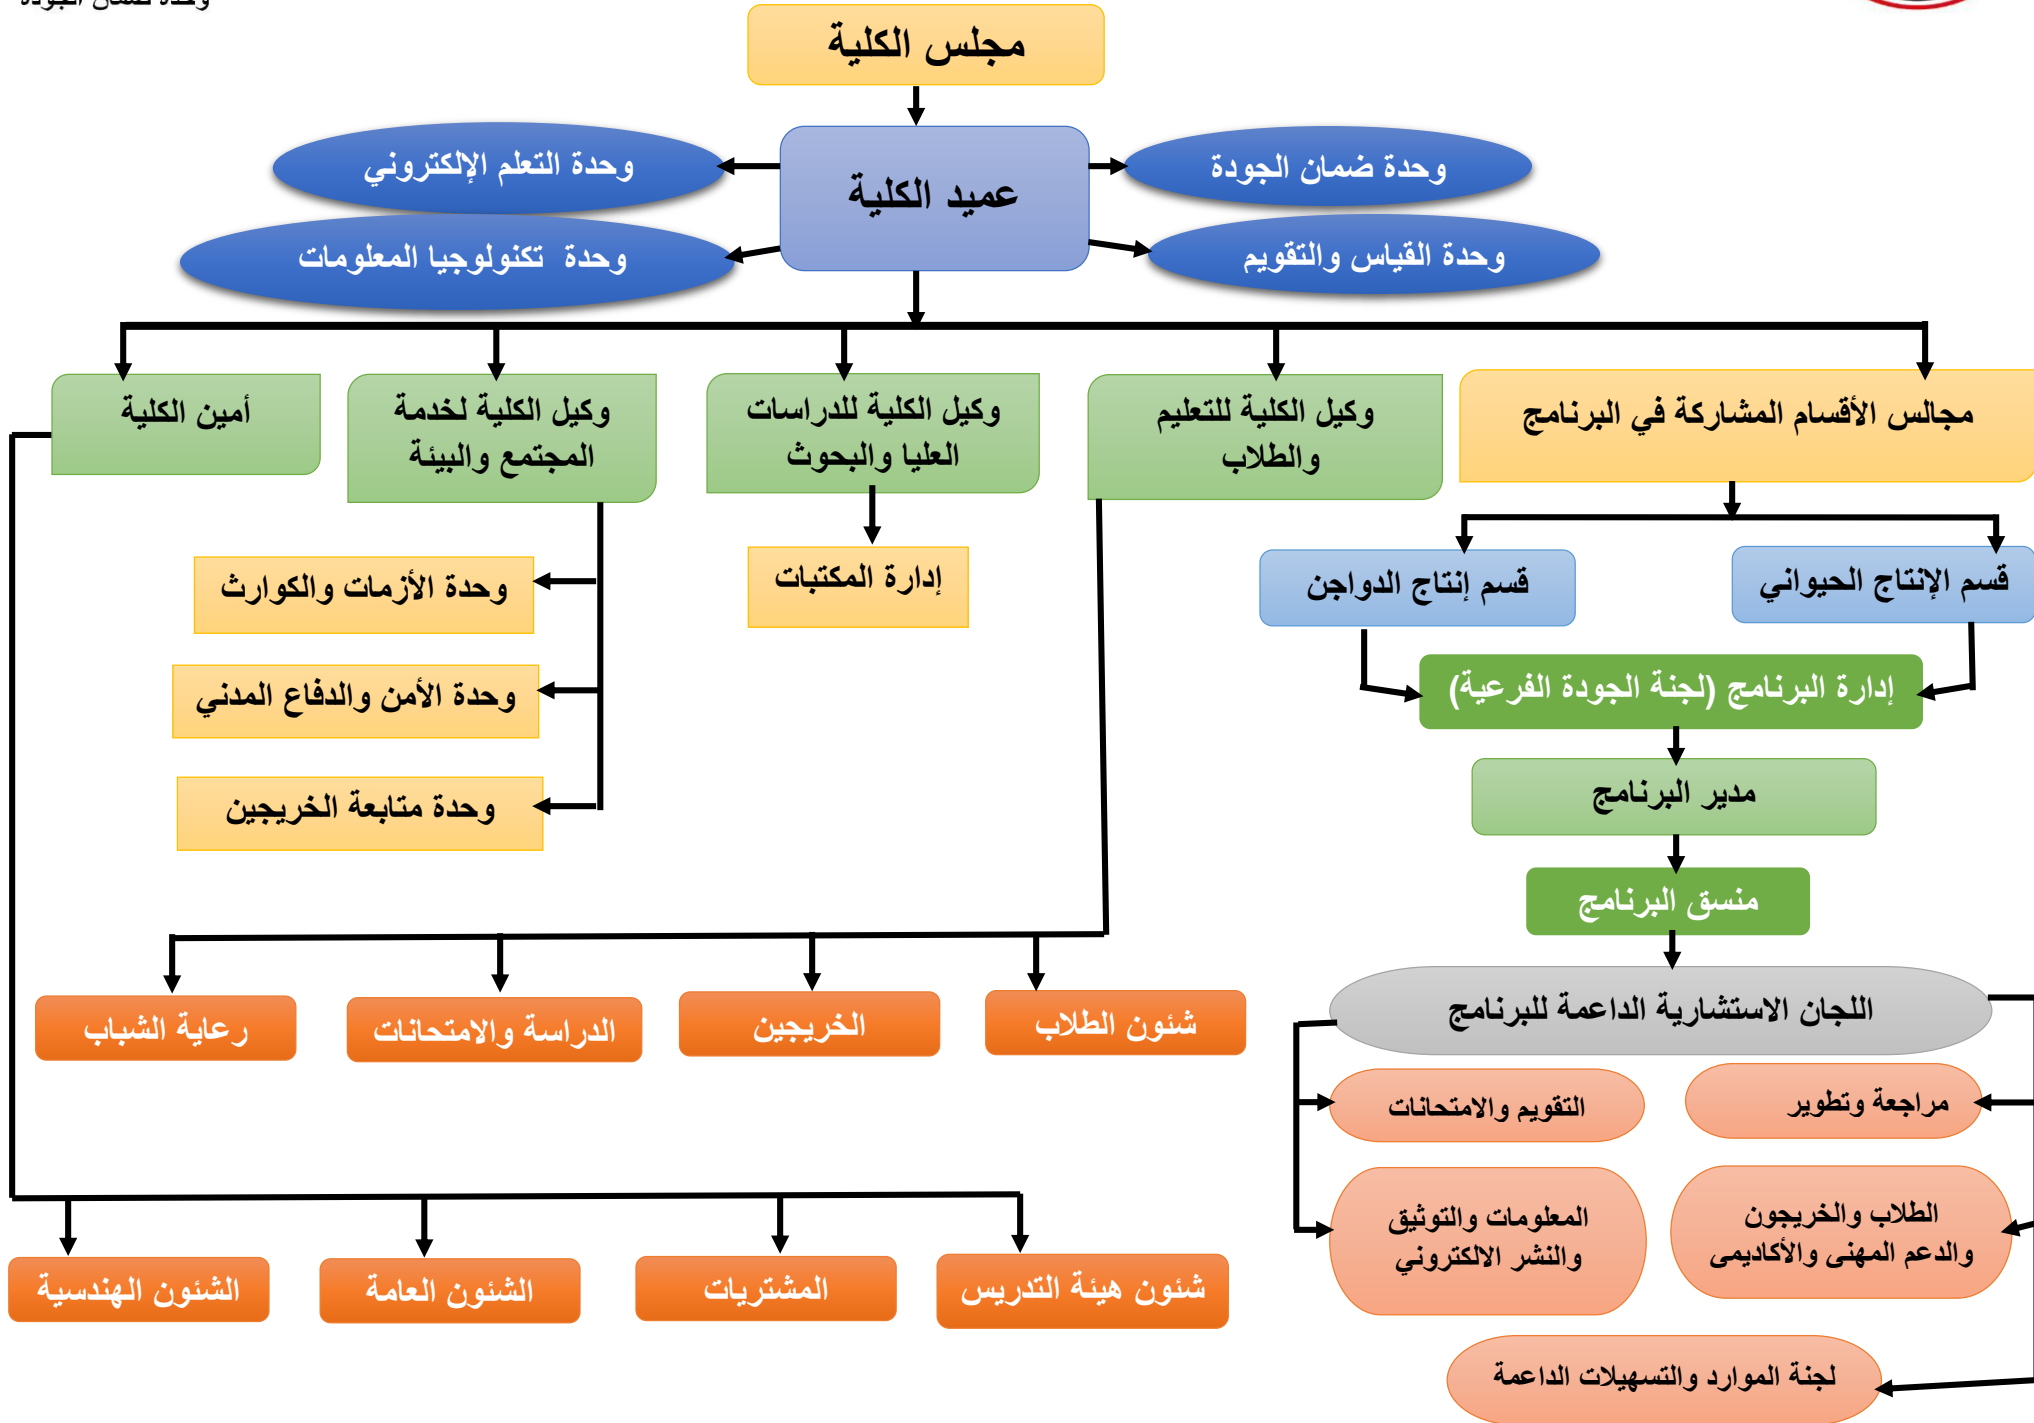 وحدة ضمان الجودة
مجلس الكلية
عميد الكلية
وحدة ضمان الجودة
وحدة التعلم الإلكتروني
وحدة القياس والتقويم
وحدة تكنولوجيا المعلومات
مجالس الأقسام المشاركة في البرنامج
وكيل الكلية للتعليم
والطلاب
وكيل الكلية للدراسات
العليا والبحوث
وكيل الكلية لخدمة
المجتمع والبيئة
أمين الكلية
قسم الإنتاج الحيواني
قسم إنتاج الدواجن
إدارة المكتبات
وحدة الأزمات والكوارث
إدارة البرنامج (لجنة الجودة الفرعية)
وحدة الأمن والدفاع المدني
مدير البرنامج
وحدة متابعة الخريجين
منسق البرنامج
اللجان الاستشارية الداعمة للبرنامج
شئون الطلاب
الخريجين
الدراسة والامتحانات
رعاية الشباب
مراجعة وتطوير
التقويم والامتحانات
الطلاب والخريجون
والدعم المهنى والأكاديمى
المعلومات والتوثيق
والنشر الالكتروني
شئون هيئة التدريس
المشتريات
الشئون العامة
الشئون الهندسية
لجنة الموارد والتسهيلات الداعمة